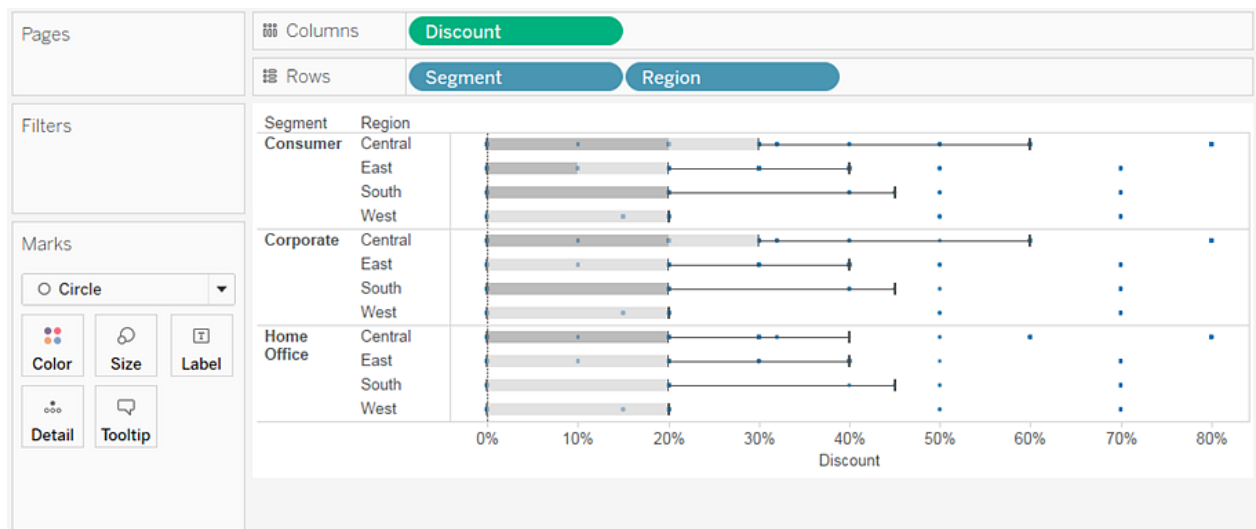 Pages
Columns
Discount
Rows
Segment
Region
Filters
Marks
Circle
Color
Size
Label
Detail
Tooltip
Segment Region
Consumer Central
East
South
West
Corporate Central
East
South
West
Home Central
Office East
South
West
0% 10% 20% 30% 40% 50% 60% 70% 80%
Discount